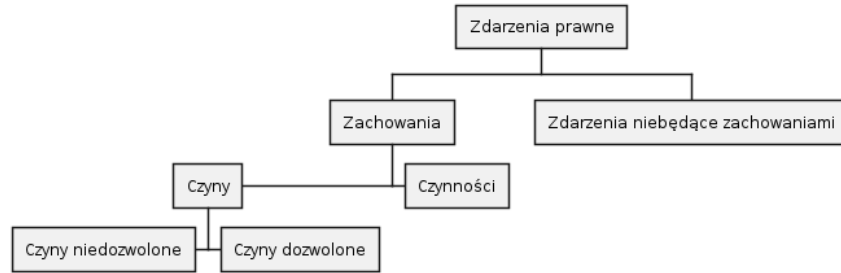 Zdarzenia prawne
Zachowania
Zdarzenia niebędące zachowaniami
Czyny
Czynności
Czyny niedozwolone
Czyny dozwolone